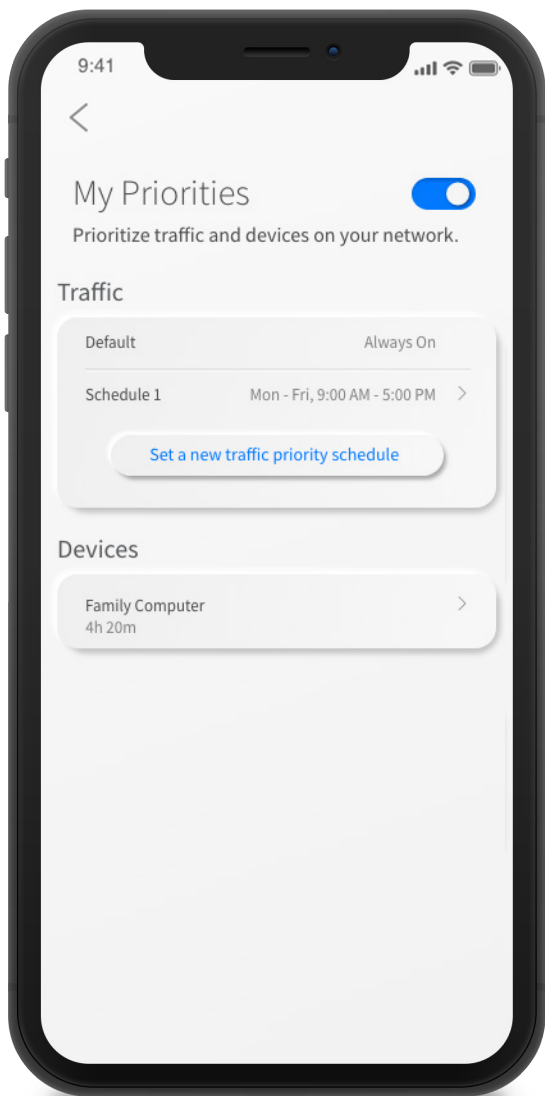 9:41
My Priorities
Prioritize traffic and devices on your network.
Traffic
Default Always On
Schedule 1 Mon - Fri, 9:00 AM - 5:00 PM
Set a new traffic priority schedule
Devices
Family Computer
4h 20m